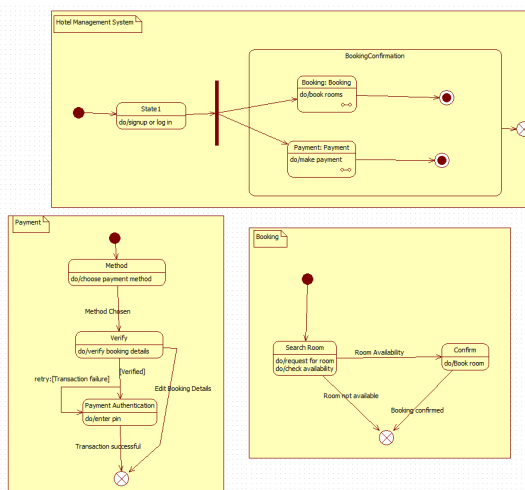 Hotel Management System
BookingConfirmation
State1
do/signup or log in
Booking: Booking
do/book rooms
Payment: Payment
do/make payment
Payment
Method
do/choose payment method
Method Chosen
Verify
do/verify booking details
[Verified]
retry:[Transaction failure]
Edit Booking Details
Payment Authentication
do/enter pin
Transaction successful
Booking
Search Room
do/request for room
do/check availability
Room Availability
Confirm
do/Book room
Room not available
Booking confirmed